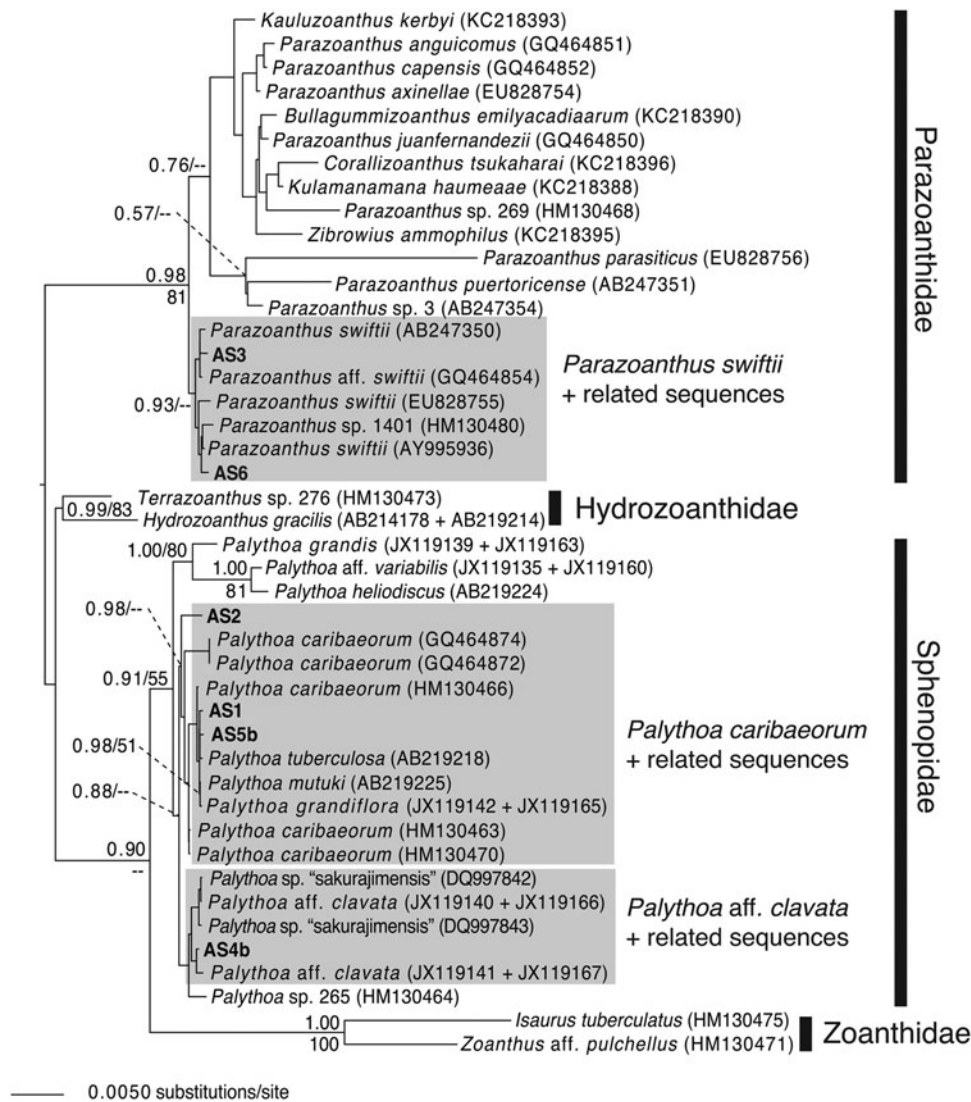 Kauluzoanthus kerbyi (KC218393)
Parazoanthus anguicomus (GQ464851)
Parazoanthus capensis (GQ464852)
Parazoanthus axinellae (EU828754)
Bullagummizoanthus emilyacadiaarum (KC218390)
Parazoanthus juanfernandezii (GQ464850)
Corallizoanthus tsukaharai (KC218396)
Kulamanamana haumeaae (KC218388)
Parazoanthus sp. 269 (HM130468)
Zibrowius ammophilus (KC218395)
Parazoanthus parasiticus (EU828756)
Parazoanthus puertoricense (AB247351)
Parazoanthus sp. 3 (AB247354)
Parazoanthus swiftii (AB247350)
AS3
Parazoanthus aff. swiftii (GQ464854)
Parazoanthus swiftii (EU828755)
Parazoanthus sp. 1401 (HM130480)
Parazoanthus swiftii (AY995936)
AS6
Terrazoanthus sp. 276 (HM130473)
Hydrozoanthus gracilis (AB214178 + AB219214)
Palythoa grandis (JX119139 + JX119163)
Palythoa aff. variabilis (JX119135 + JX119160)
Palythoa heliodiscus (AB219224)
AS2
Palythoa caribaeorum (GQ464874)
Palythoa caribaeorum (GQ464872)
Palythoa caribaeorum (HM130466)
AS1
AS5b
Palythoa tuberculosa (AB219218)
Palythoa mutuki (AB219225)
Palythoa grandiflora (JX119142 + JX119165)
Palythoa caribaeorum (HM130463)
Palythoa caribaeorum (HM130470)
Palythoa sp. “sakurajimensis” (DQ997842)
Palythoa aff. clavata (JX119140 + JX119166)
Palythoa sp. “sakurajimensis” (DQ997843)
AS4b
Palythoa aff. clavata (JX119141 + JX119167)
Palythoa sp. 265 (HM130464)
Isaurus tuberculatus (HM130475)
Zoanthus aff. pulchellus (HM130471)
0.76/--
0.57/--
0.98
81
0.93/--
0.99/83
1.00/80
1.00
81
0.98/--
0.91/55
0.98/51
0.88/--
0.90
--
1.00
100
Parazoanthus swiftii
+ related sequences
Palythoa caribaeorum
+ related sequences
Palythoa aff. clavata
+ related sequences
Parazoanthidae
Hydrozoanthidae
Sphenopidae
Zoanthidae
0.0050 substitutions/site